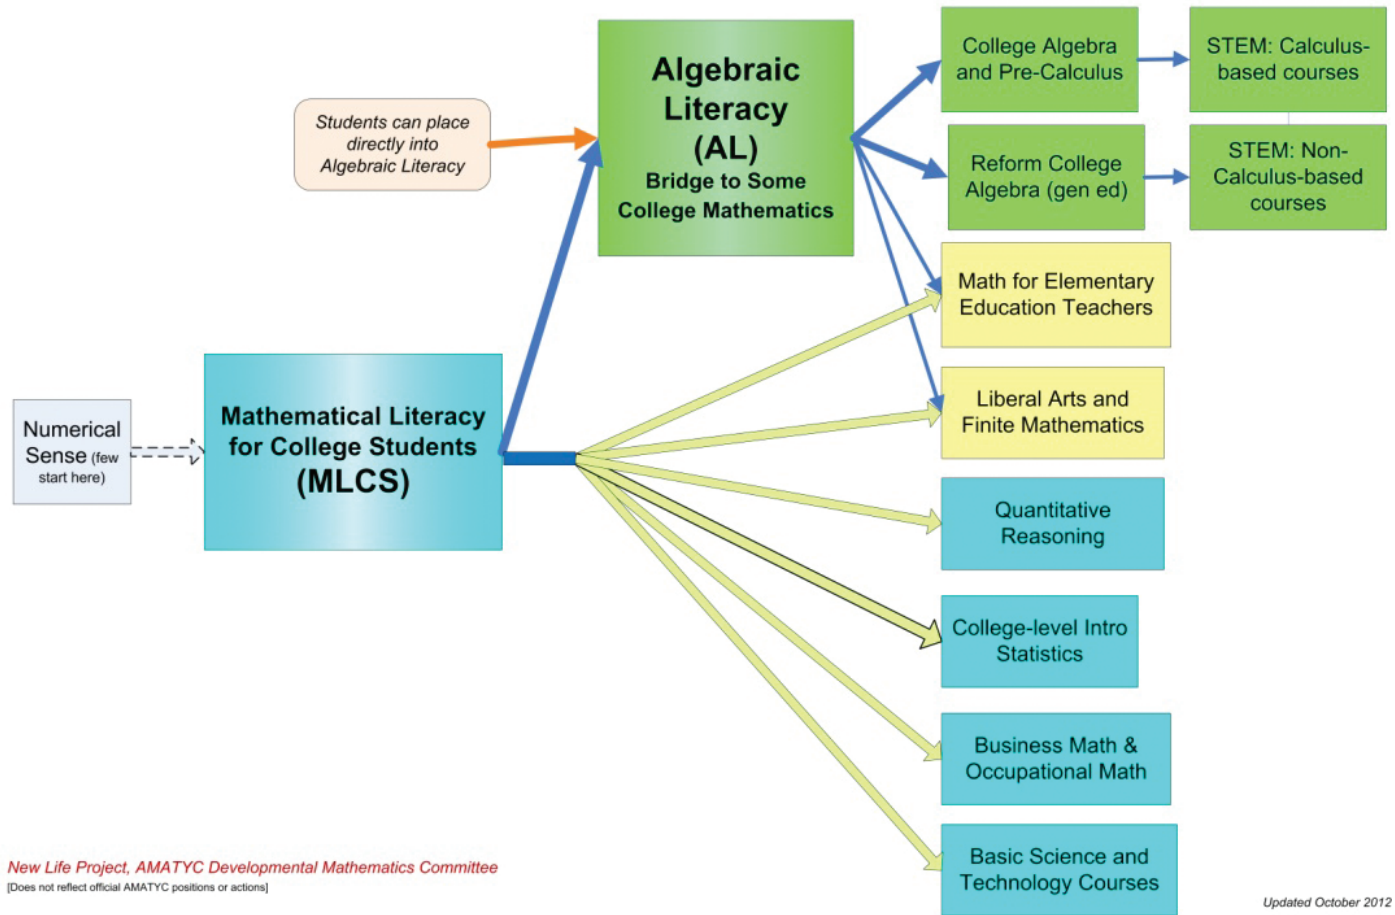 Algebraic
Literacy
(AL)
Bridge to Some
College Mathematics
Students can place
directly into
Algebraic Literacy
College Algebra
and Pre-Calculus
STEM: Calculus-
based courses
Reform College
Algebra (gen ed)
STEM: Non-
Calculus-based
courses
Math for Elementary
Education Teachers
Numerical
Sense (few
start here)
Mathematical Literacy
for College Students
(MLCS)
Liberal Arts and
Finite Mathematics
Quantitative
Reasoning
College-level Intro
Statistics
Business Math &
Occupational Math
Basic Science and
Technology Courses
New Life Project, AMATYC Developmental Mathematics Committee
[Does not reflect official AMATYC positions or actions]
Updated October 2012